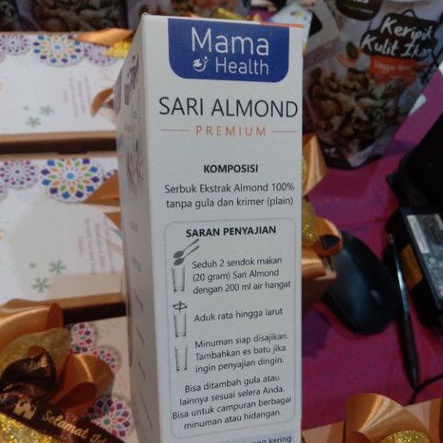 Mama
Health
SARI ALMOND
PREMIUM
KOMPOSISI
Serbuk Ekstrak Almond 100%
tanpa gula dan krimer (plain)
SARAN PENYAJIAN
Seduh 2 sendok makan
(20 gram) Sari Almond
dengan 200 ml air hangat
Aduk rata hingga larut
Minuman siap disajikan.
Tambahkan es batu jika
ingin penyajian dingin.
Bisa ditambah gula atau
lainnya sesuai selera Anda.
Bisa untuk campuran berbagai
minuman atau hidangan.
kering
Keripik
Kulit Ikan
Selamat